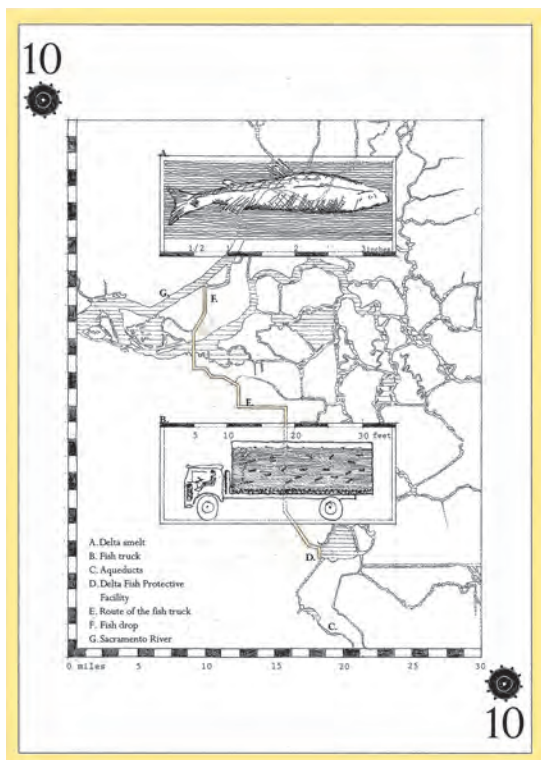 10
A.
1/2 1 2 3 inches
G.
F.
E.
B.
5 10 20 30 feet
A. Delta smelt
B. Fish truck
C. Aqueducts
D. Delta Fish Protective
Facility
E. Route of the fish truck
F. Fish drop
G. Sacramento River
D.
C.
0 miles 5 10 15 20 25 30
10